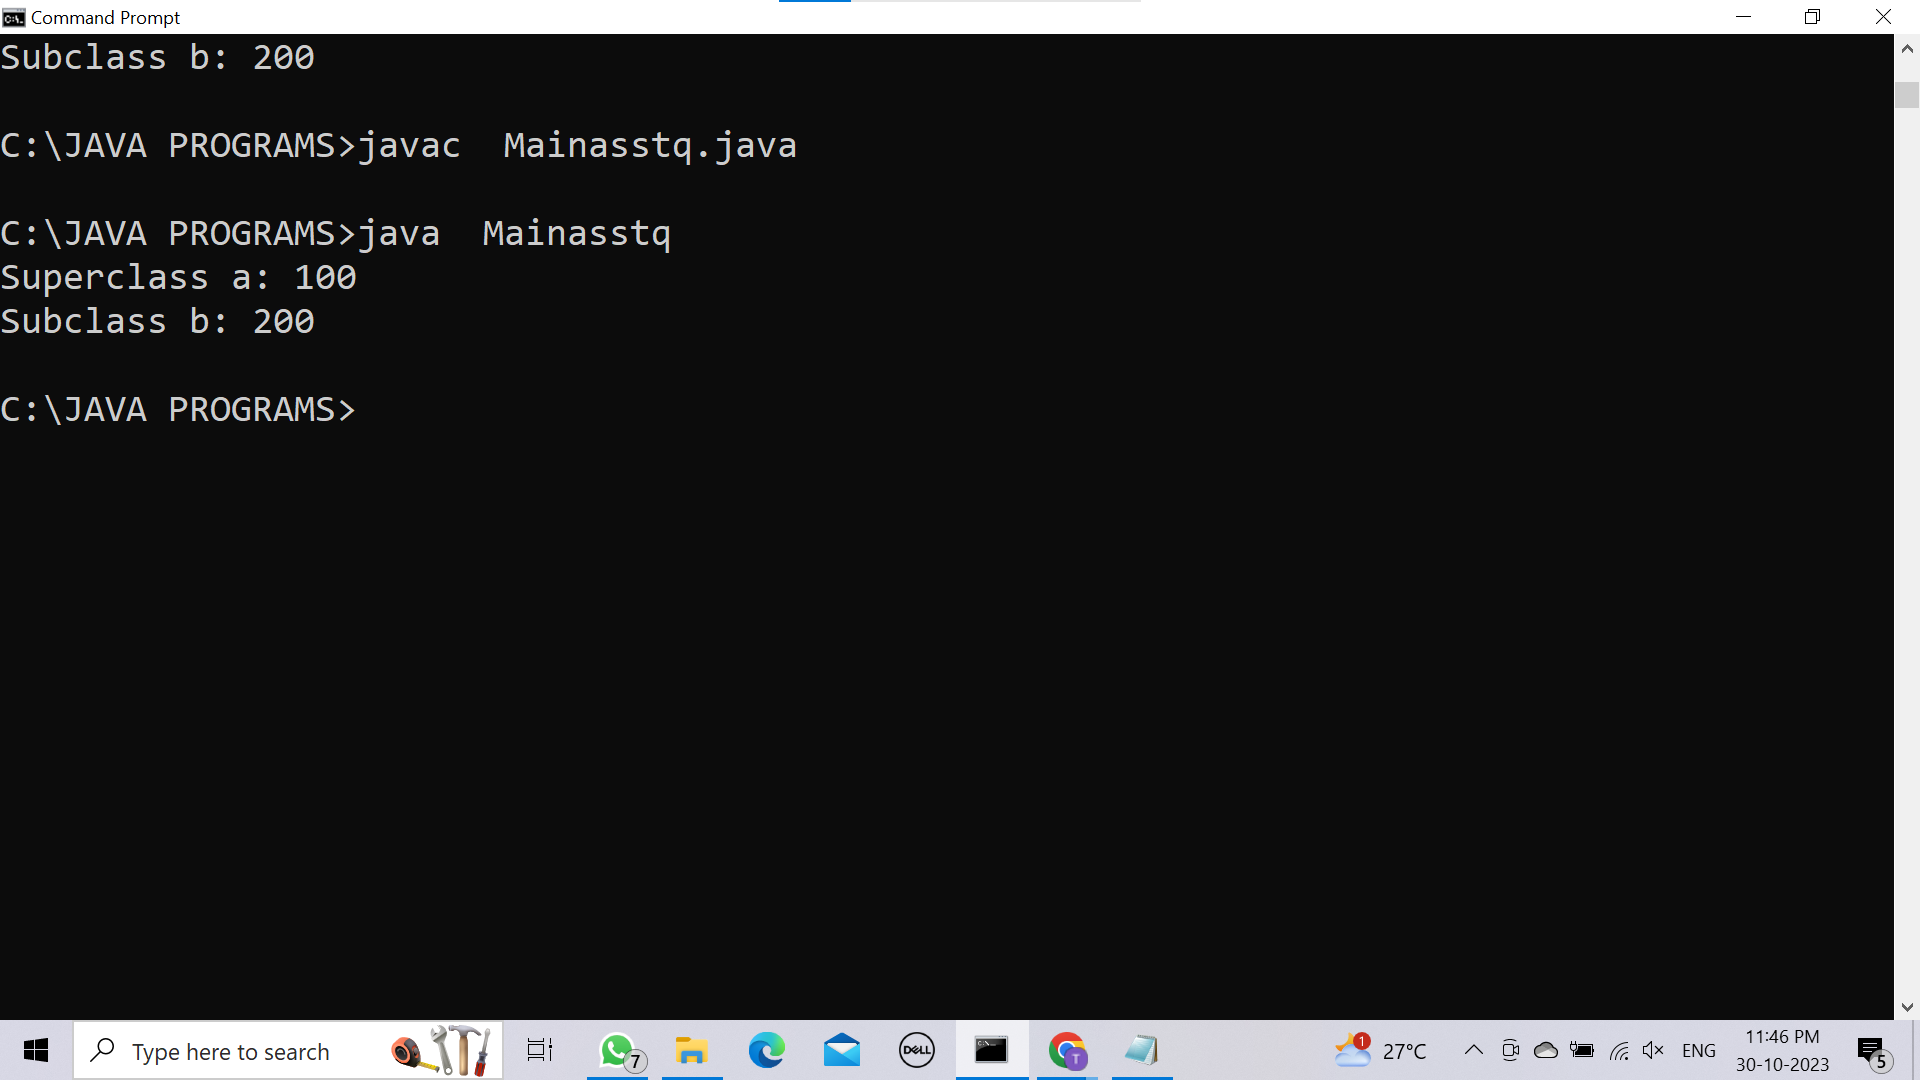 Command Prompt
Subclass b: 200
C:\JAVA PROGRAMS>javac  Mainasstq.java
C:\JAVA PROGRAMS>java  Mainasstq
Superclass a: 100
Subclass b: 200
C:\JAVA PROGRAMS>
Type here to search
7
DELL
C:\_
T
1
27°C
ENG
11:46 PM
30-10-2023
5